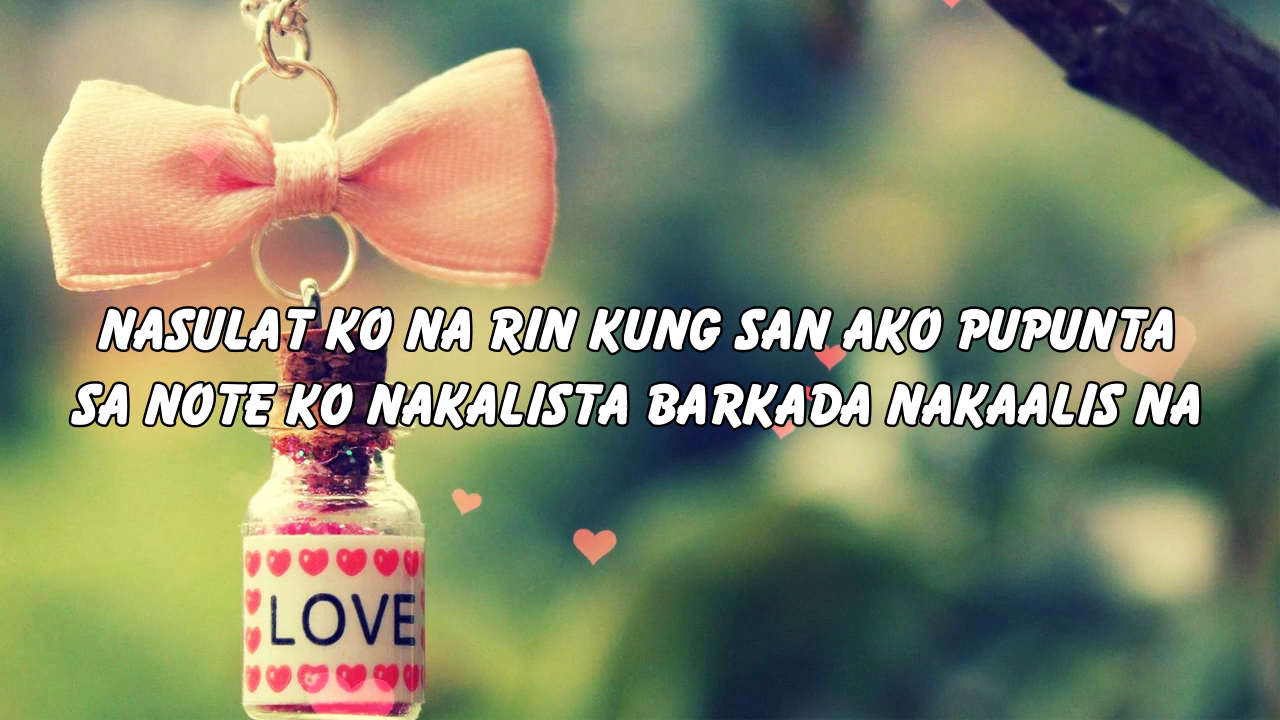 NASULAT KO NA RIN KUNG SAN AKO PUPUNTA
SA NOTE KO NAKALISTA BARKADA NAKAALIS NA
LOVE